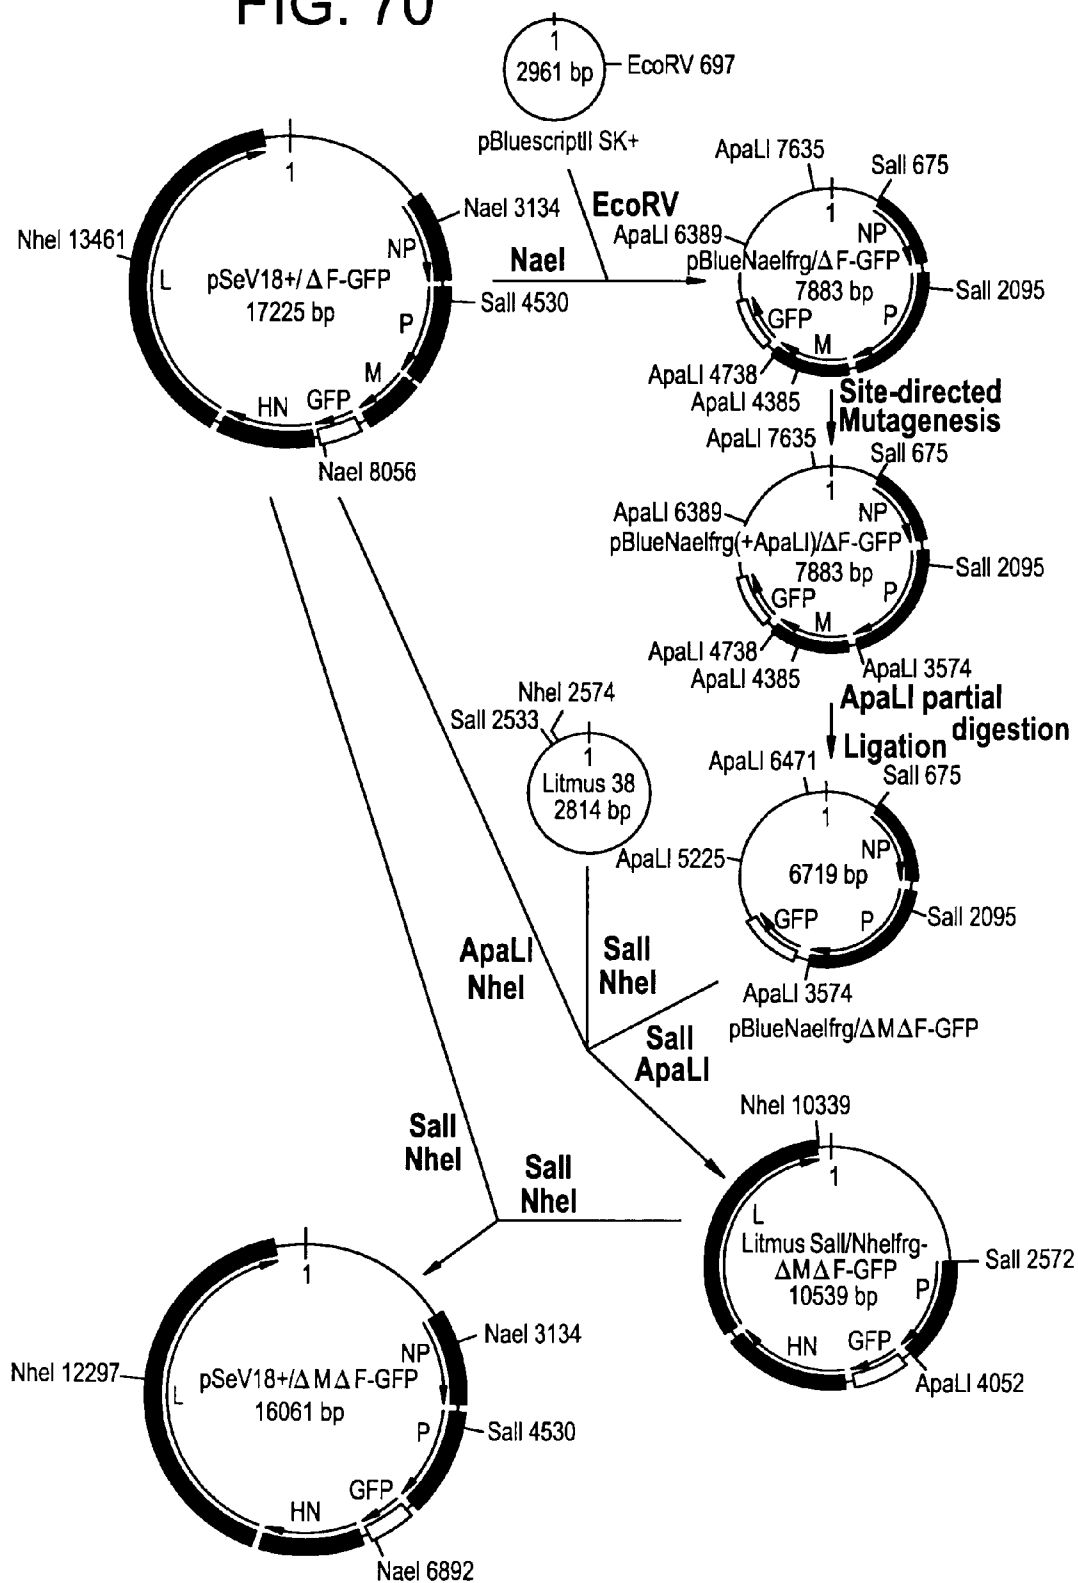 FIG. 70
1
2961 bp
EcoRV 697
pBluescriptII SK+
1
NheI 13461
L
pSeV18+/ΔF-GFP
17225 bp
NaeI 3134
NP
SalI 4530
P
M
GFP
HN
NaeI 8056
EcoRV
NaeI
ApaLI 7635
SalI 675
1
ApaLI 6389
NP
pBlueNaeIfrg/ΔF-GFP
7883 bp
SalI 2095
GFP
P
M
ApaLI 4738
ApaLI 4385
Site-directed
Mutagenesis
ApaLI 7635
SalI 675
1
ApaLI 6389
NP
pBlueNaeIfrg(+ApaLI)/ΔF-GFP
7883 bp
SalI 2095
GFP
P
M
ApaLI 4738
ApaLI 4385
ApaLI 3574
ApaLI partial
digestion
Ligation
NheI 2574
SalI 2533
1
Litmus 38
2814 bp
ApaLI 6471
SalI 675
1
ApaLI 5225
NP
6719 bp
GFP
P
SalI 2095
ApaLI 3574
pBlueNaeIfrg/ΔMΔF-GFP
ApaLI
NheI
SalI
NheI
SalI
ApaLI
SalI
NheI
SalI
NheI
NheI 10339
1
L
Litmus SalI/NheIfrg-
ΔMΔF-GFP
10539 bp
SalI 2572
P
GFP
HN
ApaLI 4052
1
NheI 12297
L
pSeV18+/ΔMΔF-GFP
16061 bp
NaeI 3134
NP
SalI 4530
P
GFP
HN
NaeI 6892